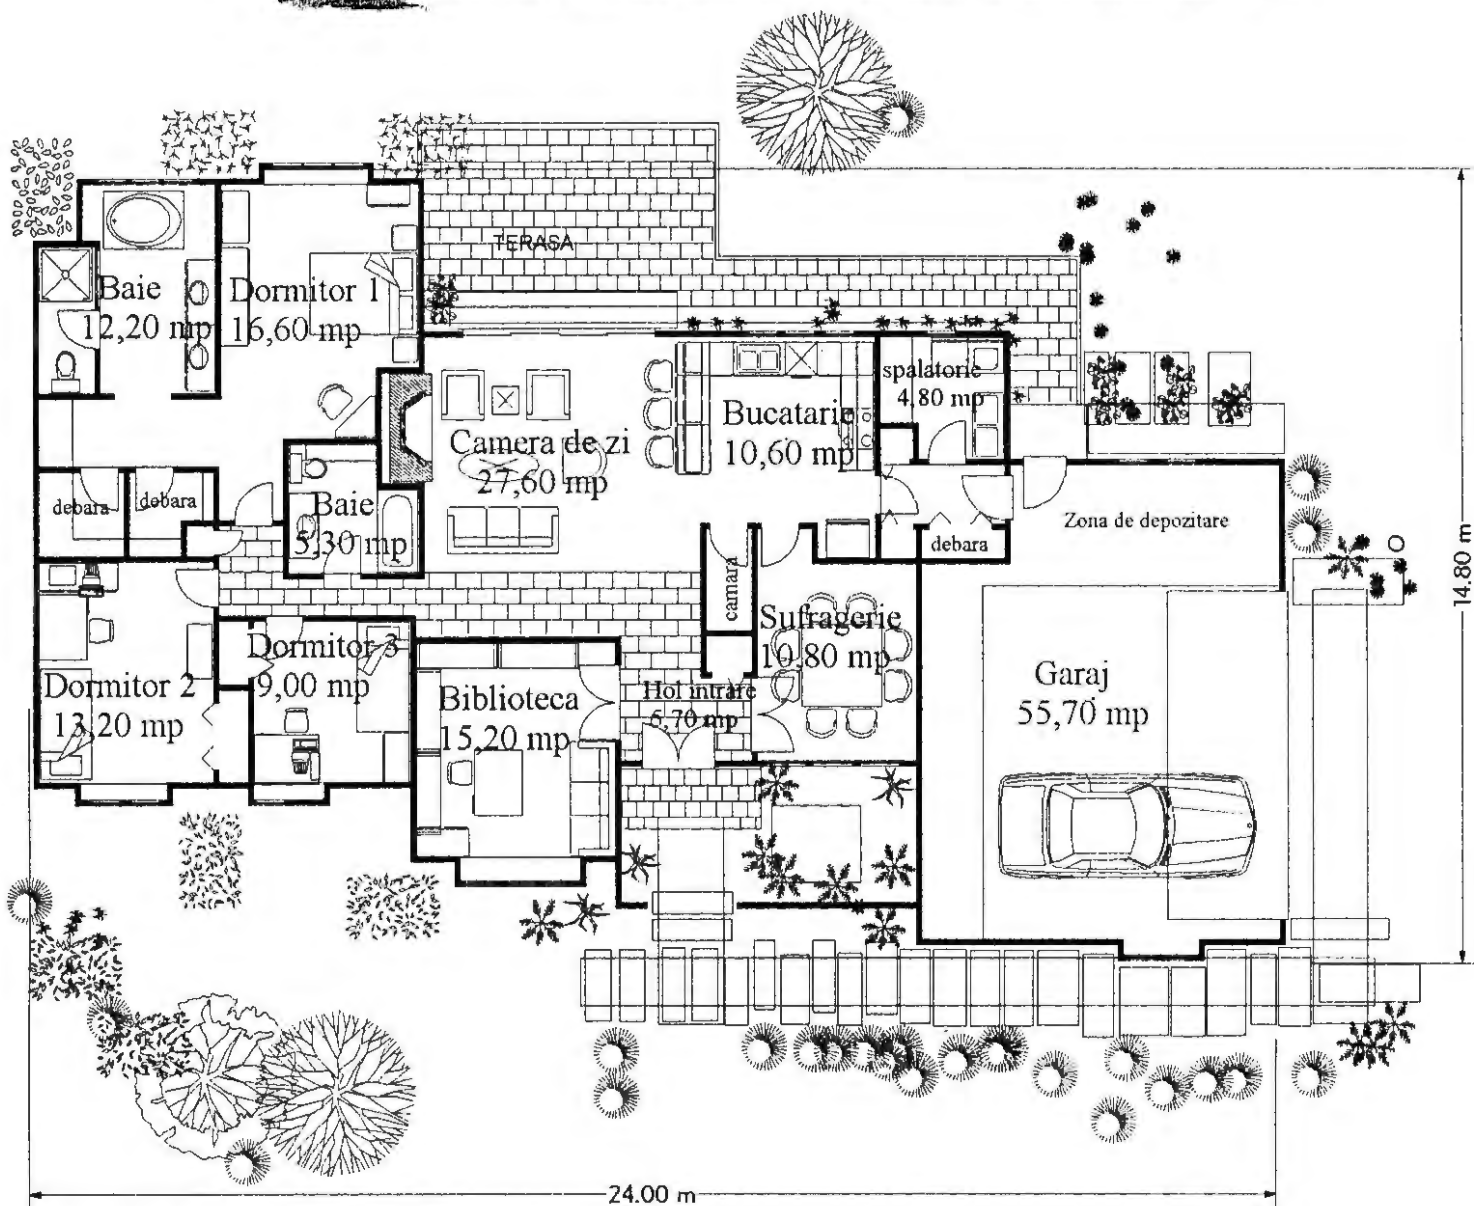 TERASA
Baie
12,20 mp
Dormitor 1
16,60 mp
spalatorie
4,80 mp
Bucatarie
10,60 mp
Camera de zi
27,60 mp
debara
debara
Baie
5,30 mp
Zona de depozitare
debara
camara
14.80 m
Sufragerie
10,80 mp
Dormitor 3
9,00 mp
Dormitor 2
13,20 mp
Biblioteca
15,20 mp
Hol intrare
6,70 mp
Garaj
55,70 mp
24.00 m